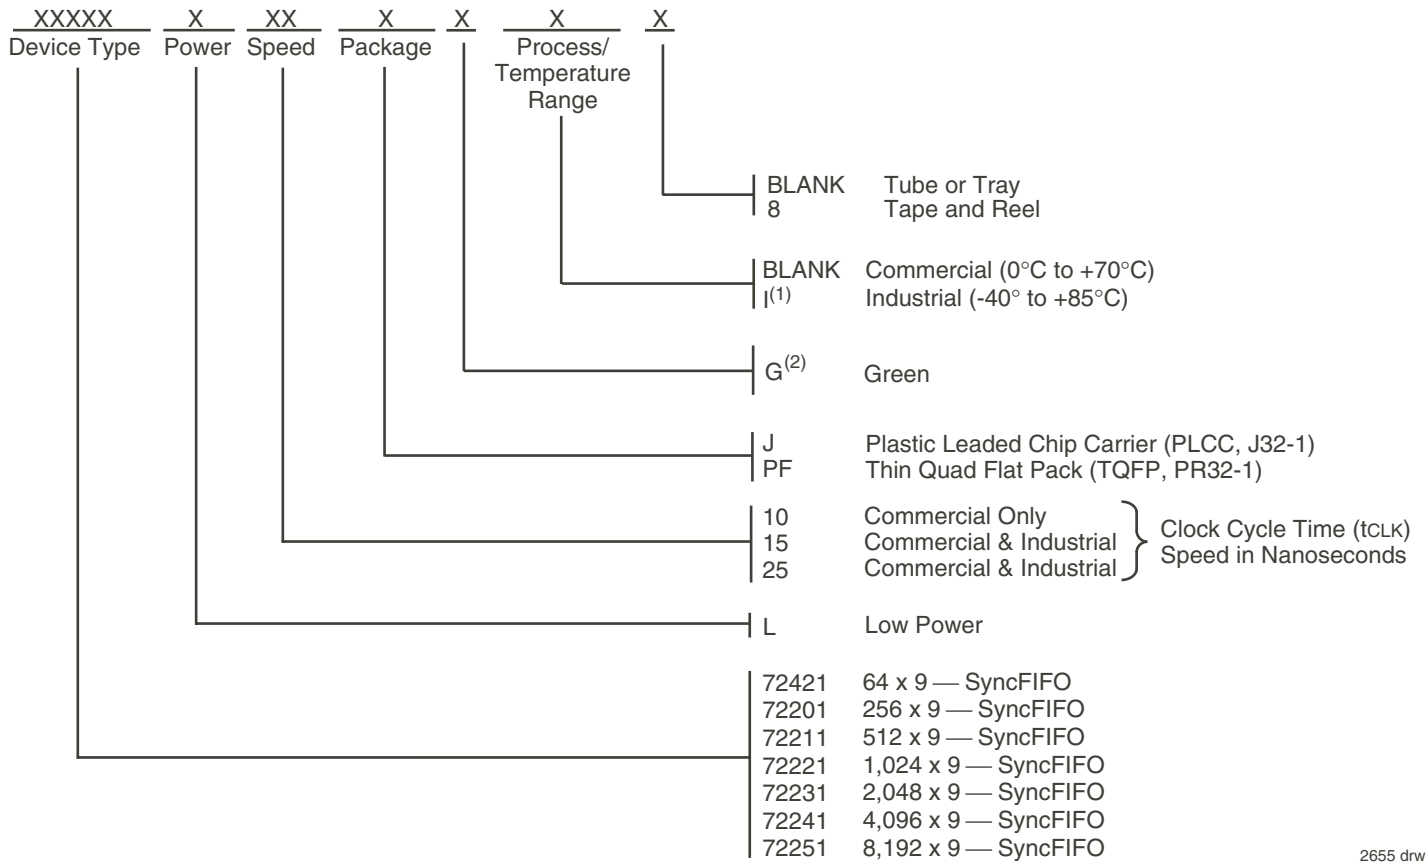 XXXXX X XX X X X X
Device Type Power Speed Package Process/
Temperature
Range
BLANK Tube or Tray
8 Tape and Reel
BLANK Commercial (0°C to +70°C)
I(1) Industrial (-40° to +85°C)
G(2) Green
J Plastic Leaded Chip Carrier (PLCC, J32-1)
PF Thin Quad Flat Pack (TQFP, PR32-1)
10 Commercial Only
15 Commercial & Industrial
25 Commercial & Industrial
Clock Cycle Time (tCLK)
Speed in Nanoseconds
L Low Power
72421 64 x 9 — SyncFIFO
72201 256 x 9 — SyncFIFO
72211 512 x 9 — SyncFIFO
72221 1,024 x 9 — SyncFIFO
72231 2,048 x 9 — SyncFIFO
72241 4,096 x 9 — SyncFIFO
72251 8,192 x 9 — SyncFIFO
2655 drw